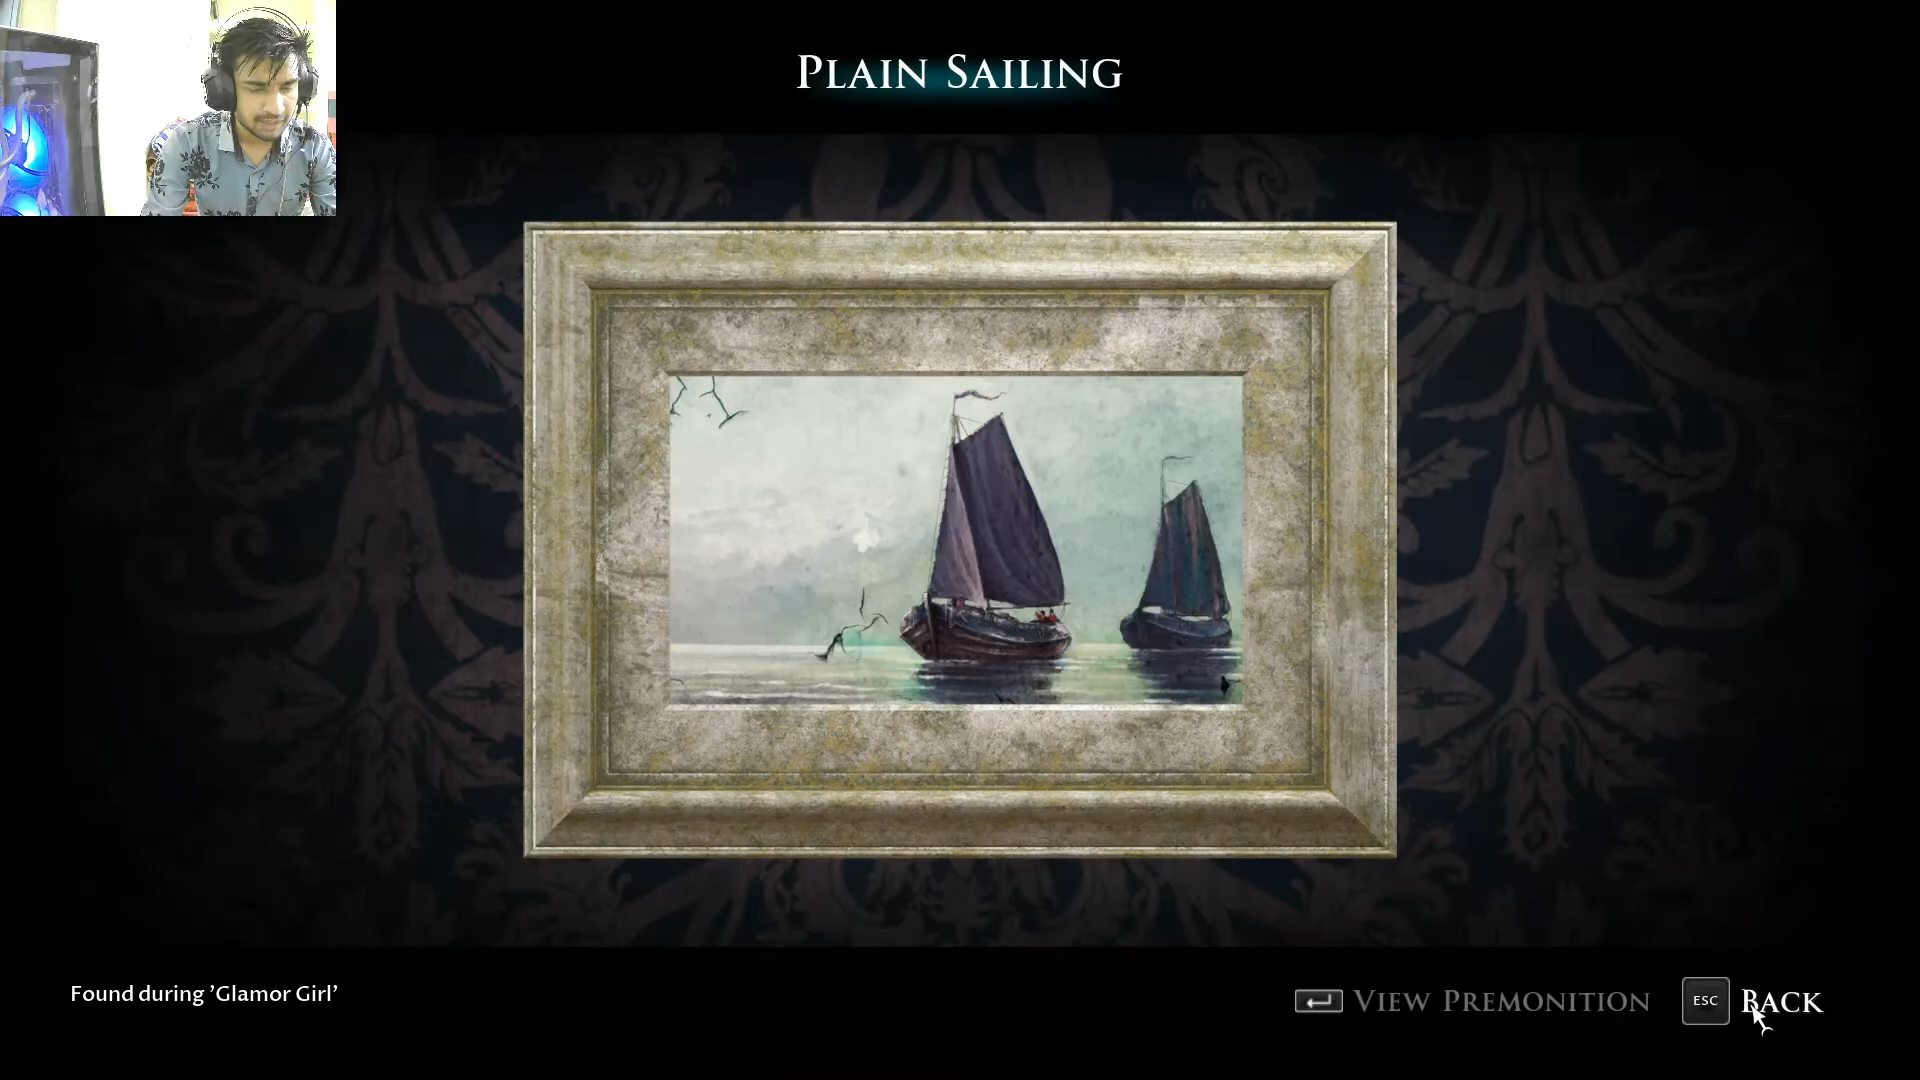 PLAIN SAILING
Found during 'Glamor Girl'
VIEW PREMONITION
ESC
BACK